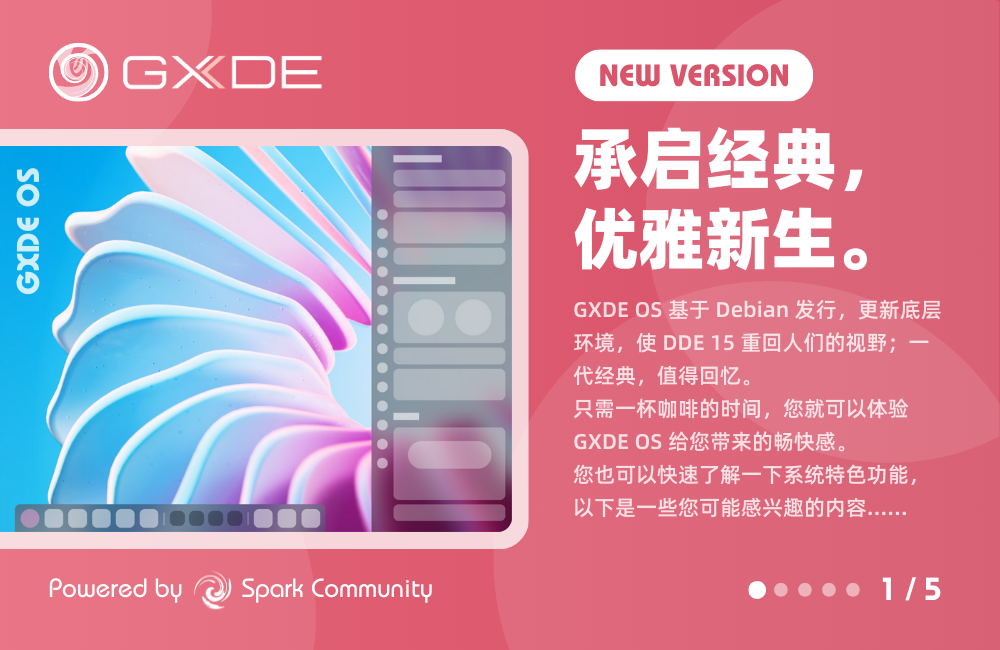 GXDE
NEW VERSION
承启经典，
优雅新生。
GXDE OS
GXDE OS 基于 Debian 发行，更新底层
环境，使 DDE 15 重回人们的视野；一
代经典，值得回忆。
只需一杯咖啡的时间，您就可以体验
GXDE OS 给您带来的畅快感。
您也可以快速了解一下系统特色功能，
以下是一些您可能感兴趣的内容……
Powered by Spark Community
1 / 5